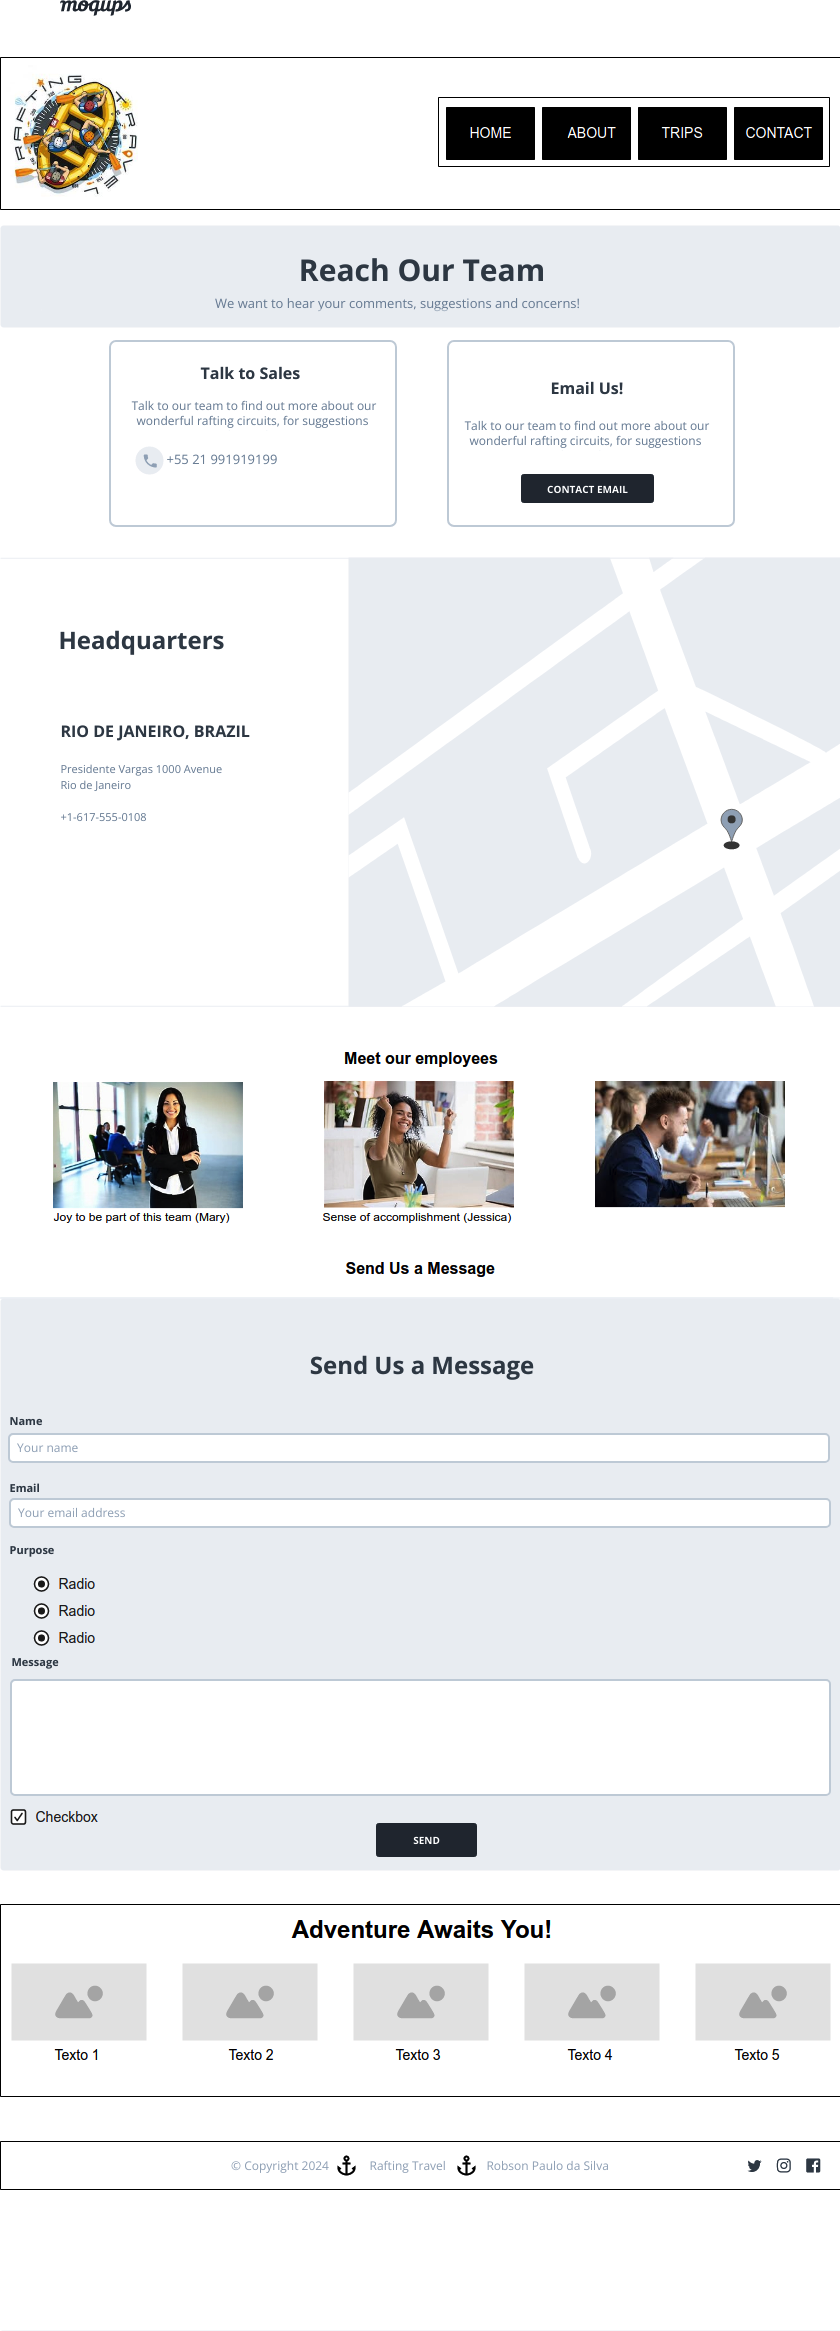 moqups
RAFTING TRAVEL
HOME
ABOUT
TRIPS
CONTACT
Reach Our Team
We want to hear your comments, suggestions and concerns!
Talk to Sales
Talk to our team to find out more about our
wonderful rafting circuits, for suggestions
+55 21 991919199
Email Us!
Talk to our team to find out more about our
wonderful rafting circuits, for suggestions
CONTACT EMAIL
Headquarters
RIO DE JANEIRO, BRAZIL
Presidente Vargas 1000 Avenue
Rio de Janeiro
+1-617-555-0108
Meet our employees
Joy to be part of this team (Mary)
Sense of accomplishment (Jessica)
Send Us a Message
Send Us a Message
Name
Your name
Email
Your email address
Purpose
Radio
Radio
Radio
Message
Checkbox
SEND
Adventure Awaits You!
Texto 1
Texto 2
Texto 3
Texto 4
Texto 5
© Copyright 2024
Rafting Travel
Robson Paulo da Silva